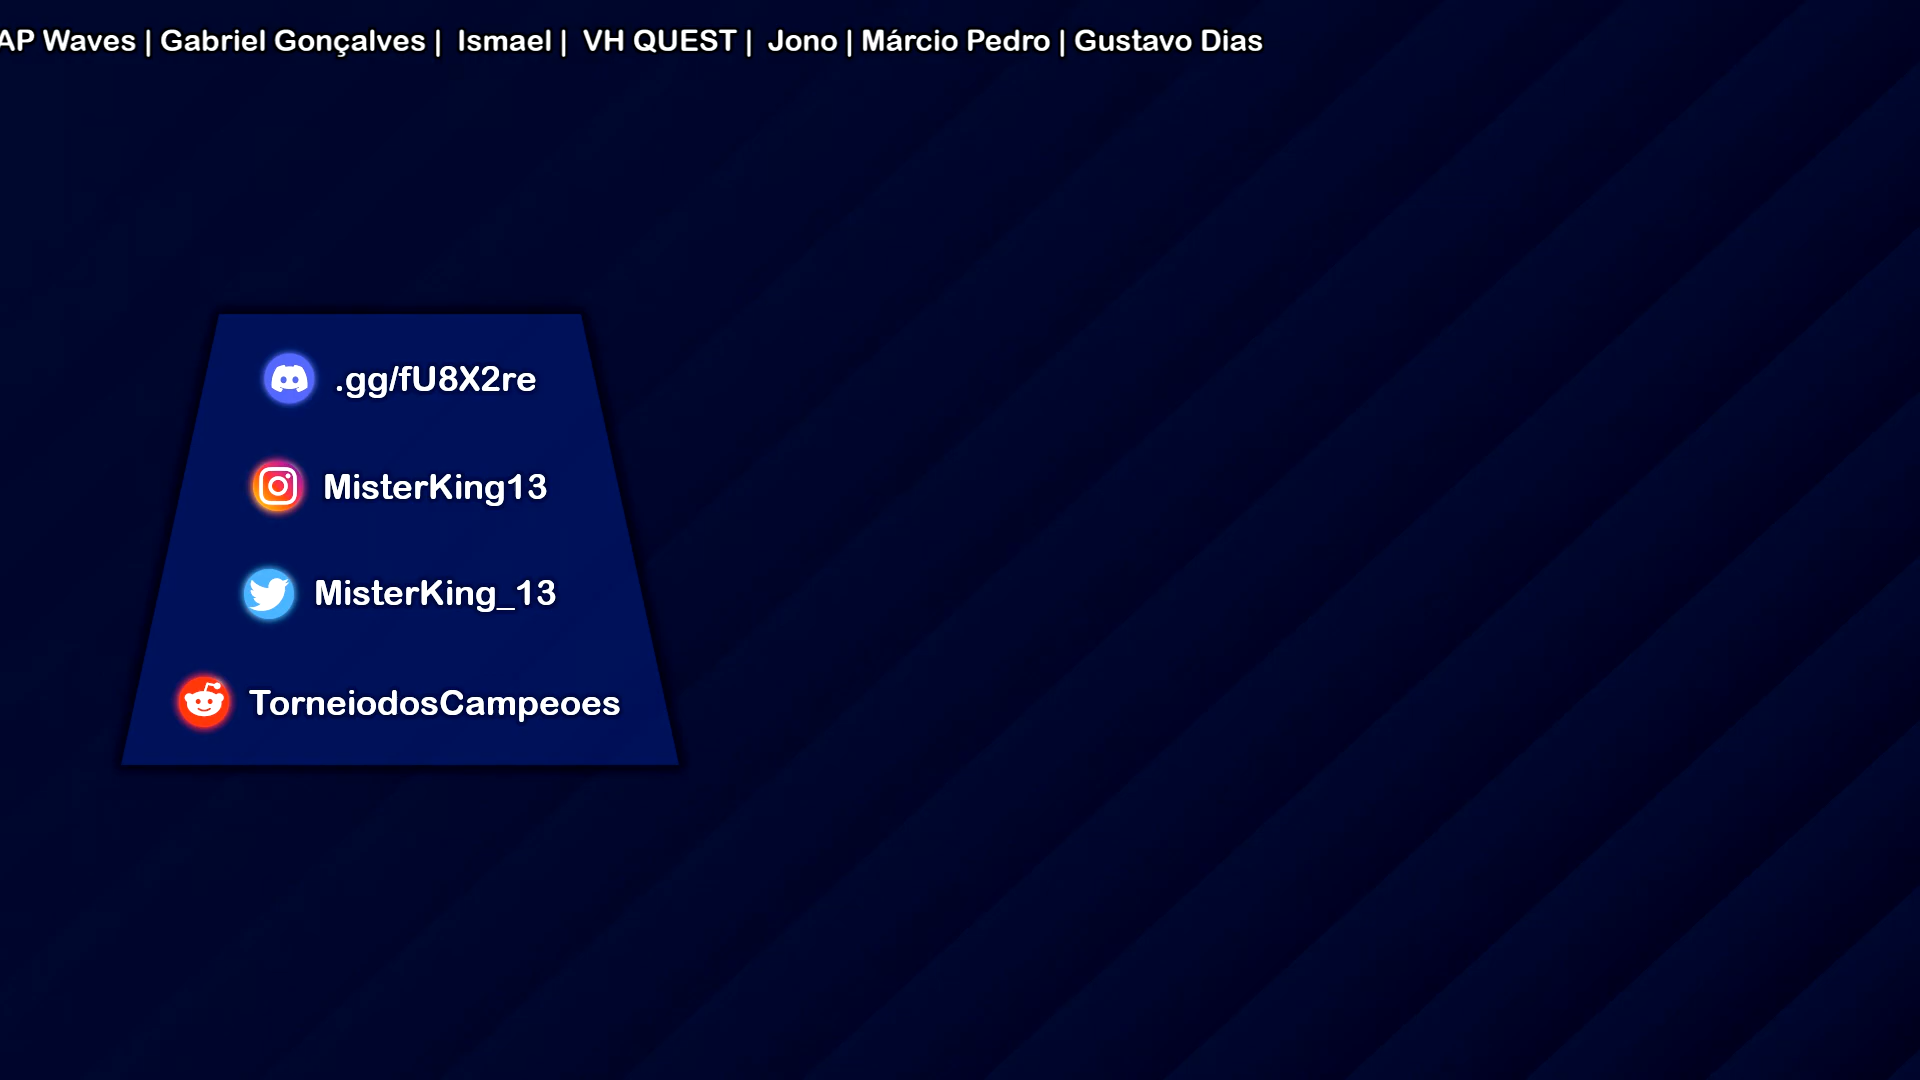 AP Waves | Gabriel Gonçalves |  Ismael |  VH QUEST |  Jono | Márcio Pedro | Gustavo Dias
.gg/fU8X2re
MisterKing13
MisterKing_13
TorneiodosCampeoes